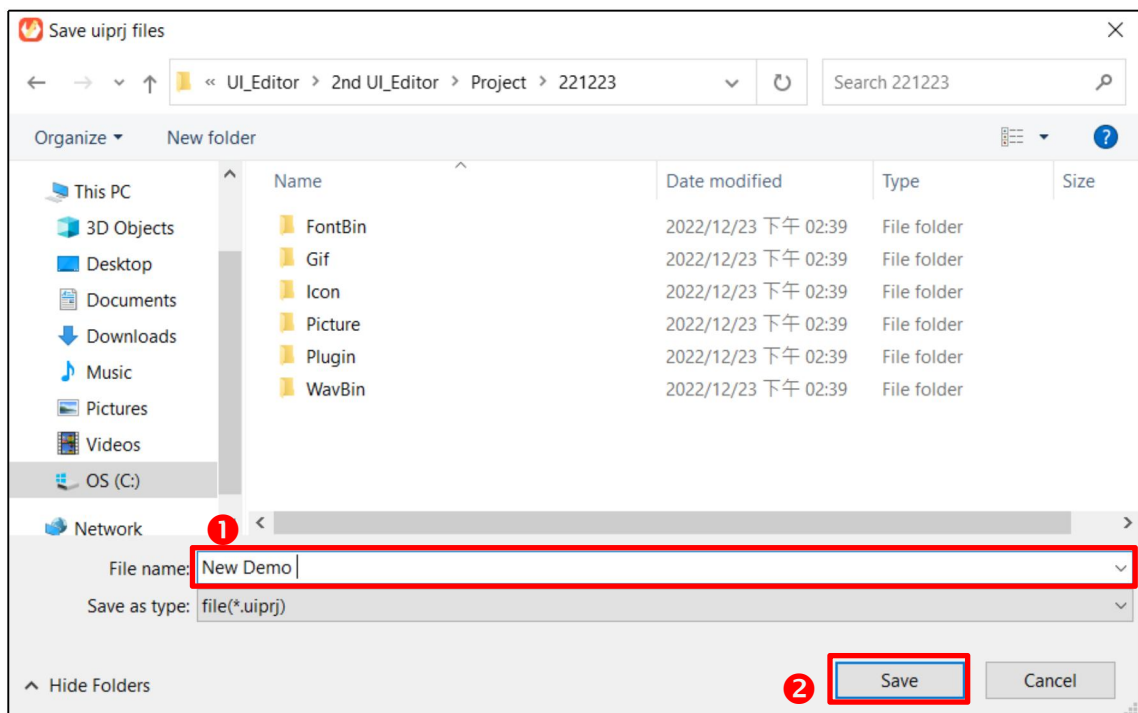 Save uiprj files
« UI_Editor > 2nd UI_Editor > Project > 221223
Search 221223
Organize
New folder
Name Date modified Type Size
This PC
3D Objects
Desktop
Documents
Downloads
Music
Pictures
Videos
OS (C:)
Network
FontBin 2022/12/23 下午 02:39 File folder
Gif 2022/12/23 下午 02:39 File folder
Icon 2022/12/23 下午 02:39 File folder
Picture 2022/12/23 下午 02:39 File folder
Plugin 2022/12/23 下午 02:39 File folder
WavBin 2022/12/23 下午 02:39 File folder
❶
File name: New Demo
Save as type: file(*.uiprj)
Hide Folders
❷
Save
Cancel